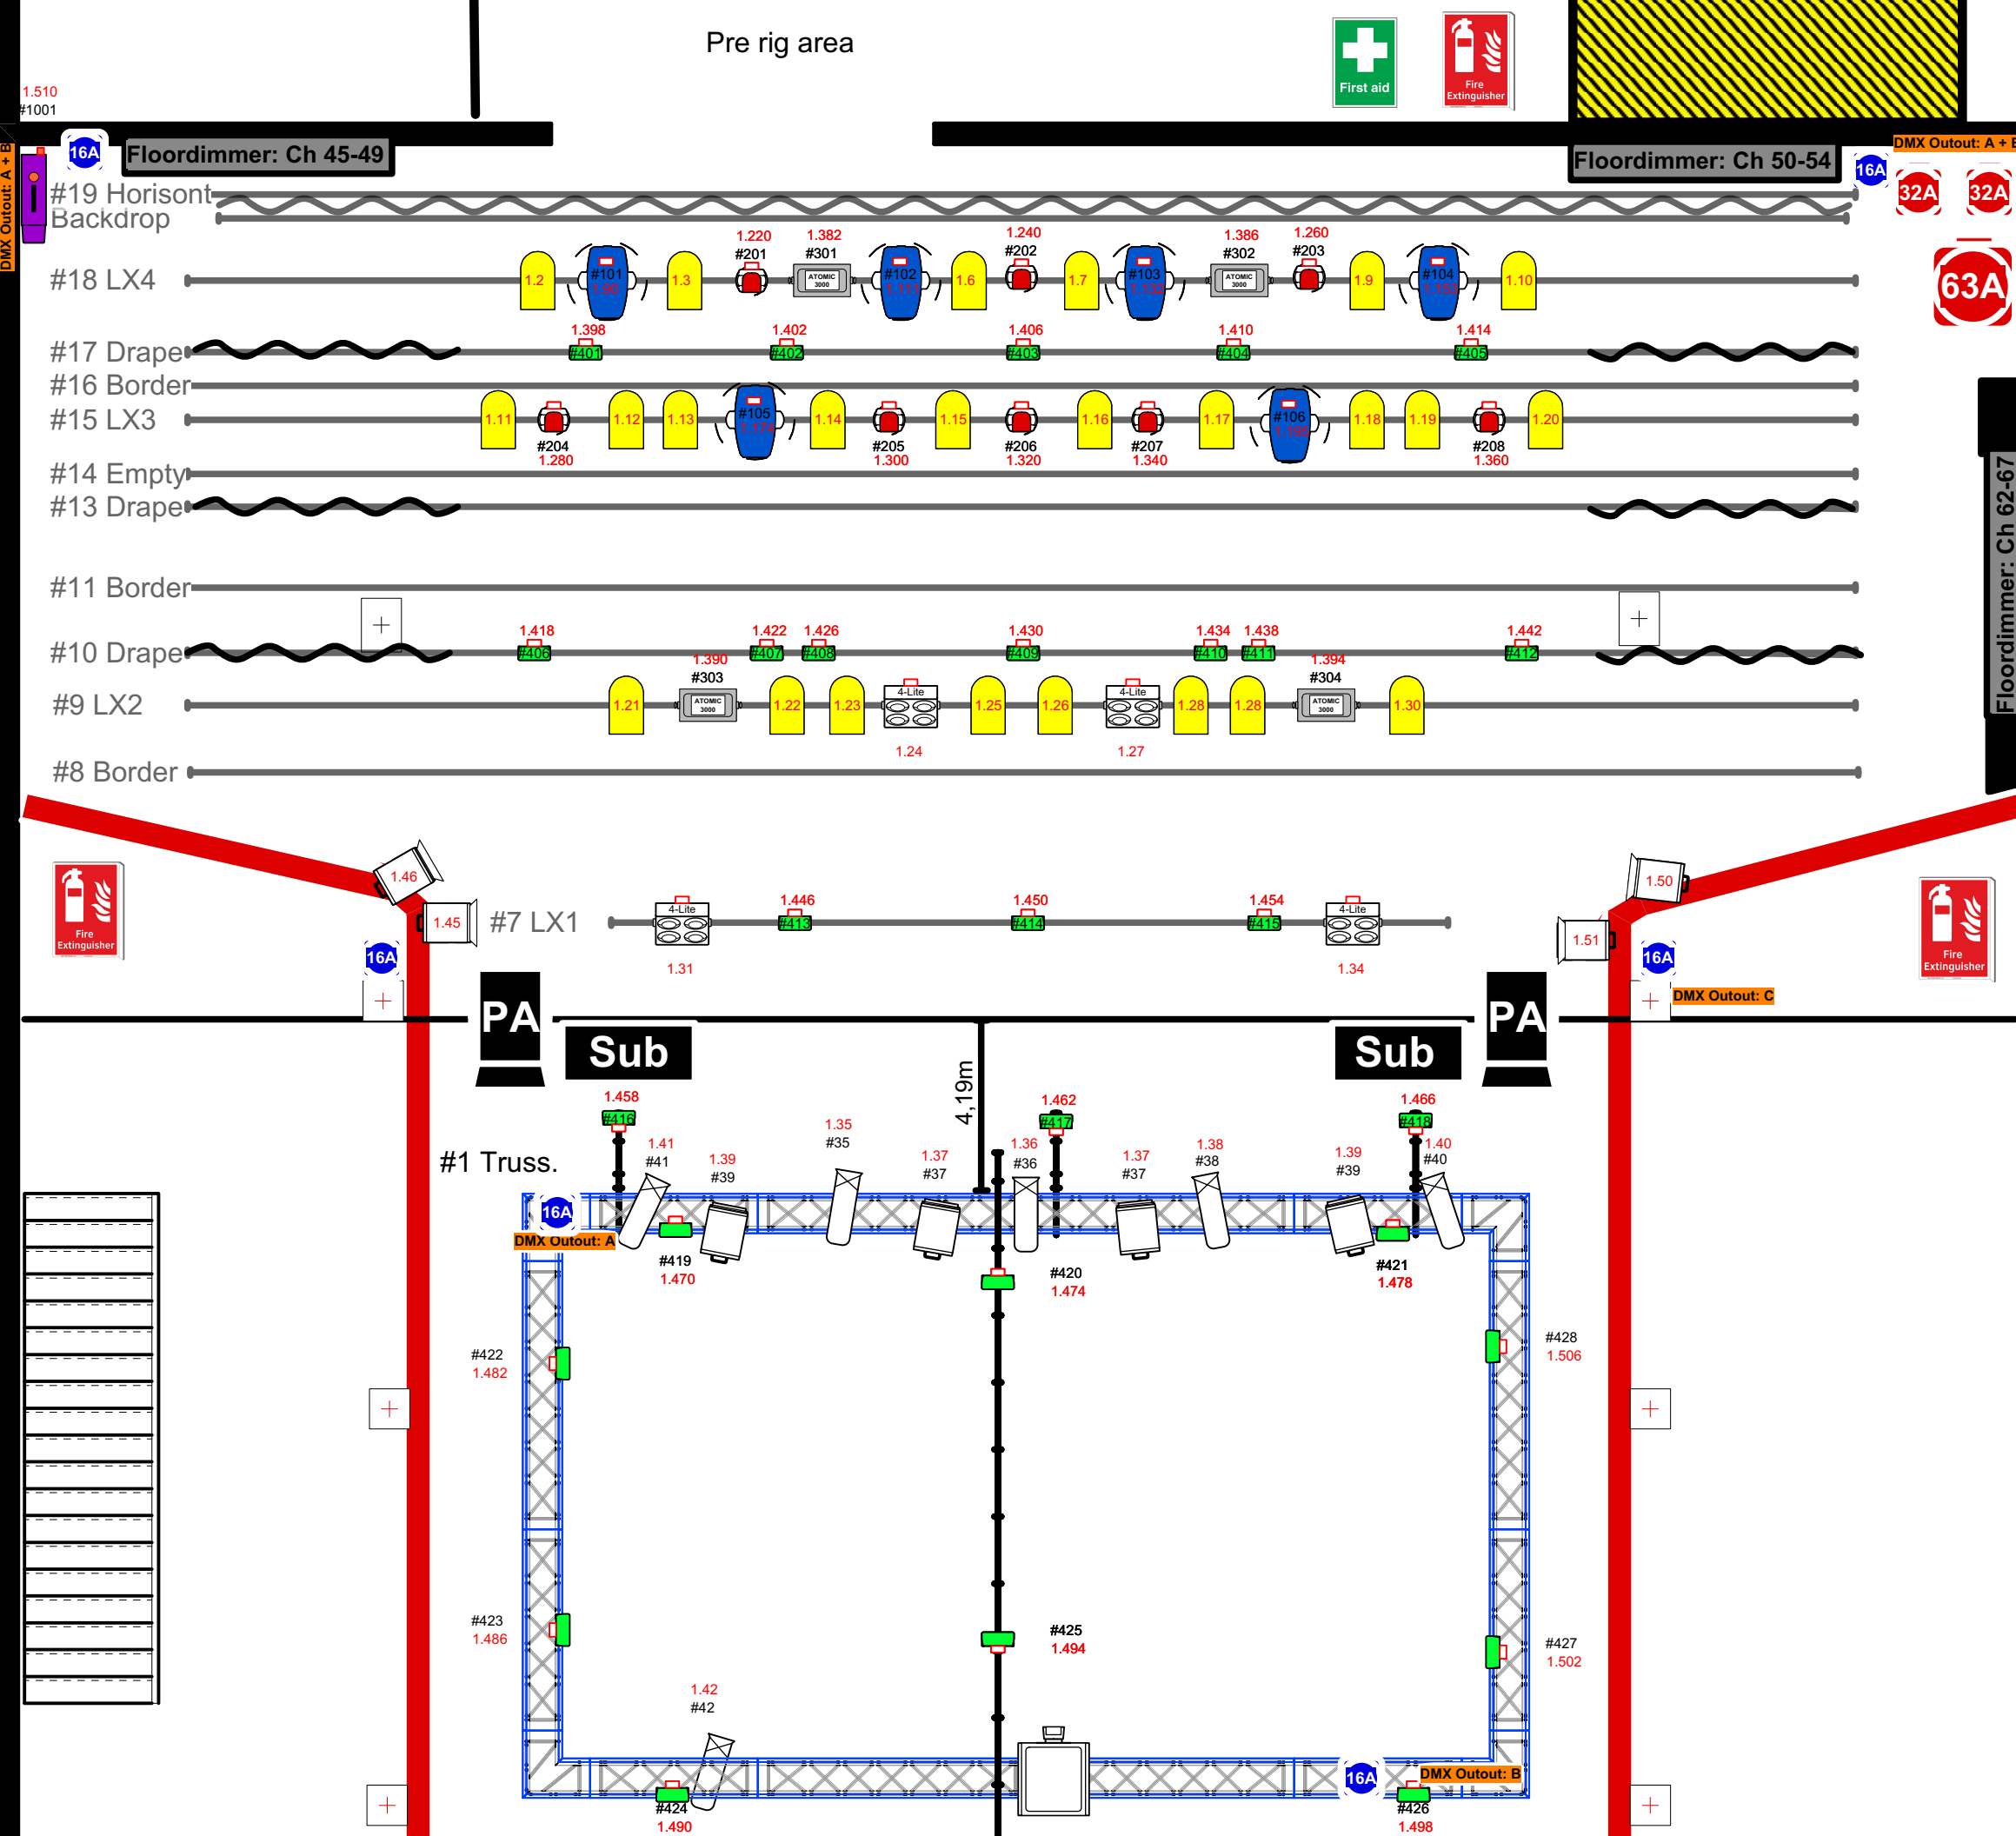 Pre rig area
First aid
Fire
Extinguisher
1.510
#1001
DMX Outout: A + B
16A
Floordimmer: Ch 45-49
Floordimmer: Ch 50-54
16A
32A
32A
63A
#19 Horisont
Backdrop
1.220
#201
1.382
#301
1.240
#202
1.386
#302
1.260
#203
#18 LX4
1.2
#101
1.3
ATOMIC
3000
#102
1.6
1.7
#103
ATOMIC
3000
1.9
#104
1.10
1.398
1.402
1.406
1.410
1.414
#17 Drape
#401
#402
#403
#404
#405
#16 Border
#15 LX3
1.11
1.12
1.13
#105
1.14
1.15
1.16
1.17
#106
1.18
1.19
1.20
#204
1.280
#205
1.300
#206
1.320
#207
1.340
#208
1.360
#14 Empty
#13 Drape
Floordimmer: Ch 62-67
#11 Border
1.418
1.422
1.426
1.430
1.434
1.438
1.442
#10 Drape
#406
#407
#408
#409
#410
#411
#412
1.390
#303
1.394
#304
#9 LX2
1.21
ATOMIC
3000
1.22
1.23
4-Lite
1.25
1.26
4-Lite
1.28
1.28
ATOMIC
3000
1.30
1.24
1.27
#8 Border
1.46
1.50
Fire
Extinguisher
1.45
#7 LX1
4-Lite
1.446
#413
1.450
#414
1.454
#415
4-Lite
1.51
Fire
Extinguisher
1.31
1.34
16A
16A
DMX Outout: C
PA
Sub
4,19m
Sub
PA
1.458
#416
1.462
#417
1.466
#418
#1 Truss.
1.41
#41
1.39
#39
1.35
#35
1.37
#37
1.36
#36
1.37
#37
1.38
#38
1.39
#39
1.40
#40
16A
DMX Outout: A
#419
1.470
#420
1.474
#421
1.478
#422
1.482
#428
1.506
#423
1.486
#425
1.494
#427
1.502
1.42
#42
16A
DMX Outout: B
#424
1.490
#426
1.498